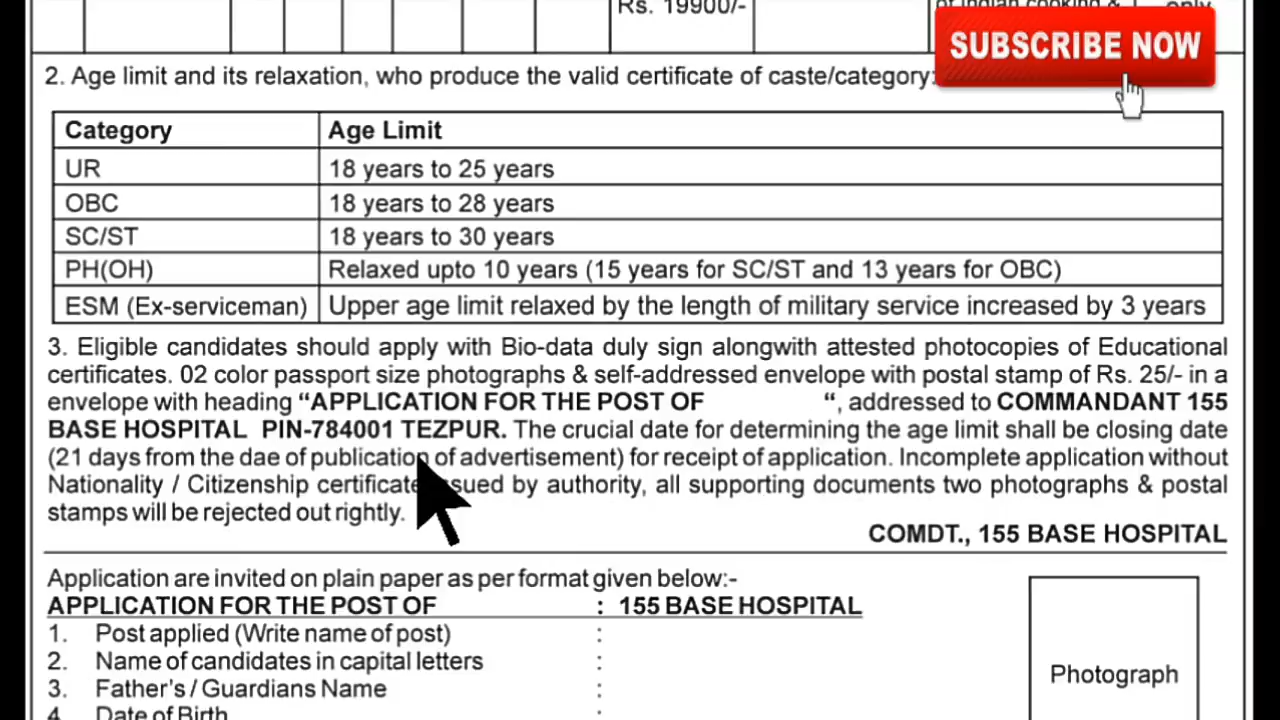 Rs. 19900/-
of Indian cooking &
only
SUBSCRIBE NOW
2. Age limit and its relaxation, who produce the valid certificate of caste/category:
Category Age Limit
UR 18 years to 25 years
OBC 18 years to 28 years
SC/ST 18 years to 30 years
PH(OH) Relaxed upto 10 years (15 years for SC/ST and 13 years for OBC)
ESM (Ex-serviceman) Upper age limit relaxed by the length of military service increased by 3 years
3. Eligible candidates should apply with Bio-data duly sign alongwith attested photocopies of Educational
certificates. 02 color passport size photographs & self-addressed envelope with postal stamp of Rs. 25/- in a
envelope with heading “APPLICATION FOR THE POST OF “, addressed to COMMANDANT 155
BASE HOSPITAL PIN-784001 TEZPUR. The crucial date for determining the age limit shall be closing date
(21 days from the dae of publication of advertisement) for receipt of application. Incomplete application without
Nationality / Citizenship certificate issued by authority, all supporting documents two photographs & postal
stamps will be rejected out rightly.
COMDT., 155 BASE HOSPITAL
Application are invited on plain paper as per format given below:-
APPLICATION FOR THE POST OF : 155 BASE HOSPITAL
1. Post applied (Write name of post) :
2. Name of candidates in capital letters :
3. Father's / Guardians Name :
4. Date of Birth :
Photograph